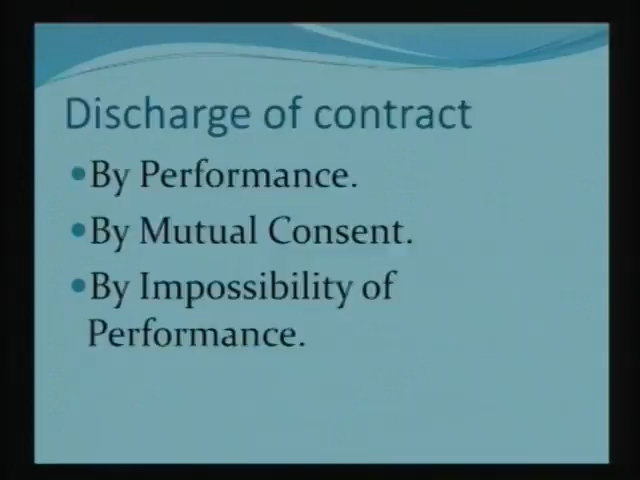 Discharge of contract
•By Performance.
•By Mutual Consent.
•By Impossibility of
Performance.